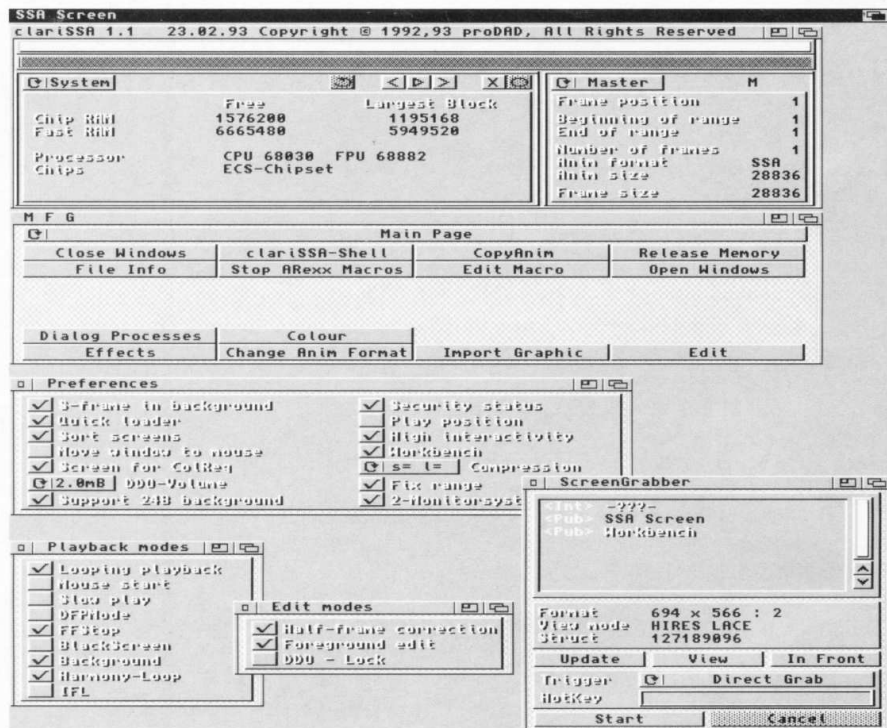 SSA Screen
clariSSA 1.1 23.02.93 Copyright © 1992,93 proDAD, All Rights Reserved
System
< > X
Free Largest Block
Chip RAM 1576200 1195168
Fast RAM 6665480 5949520
Processor CPU 68030 FPU 68882
Chips ECS-Chipset
Master M
Frame position 1
Beginning of range 1
End of range 1
Number of frames 1
Anim format SSA
Anim size 28836
Frame size 28836
M F G
Main Page
Close Windows clariSSA-Shell CopyAnim Release Memory
File Info Stop ARexx Macros Edit Macro Open Windows
Dialog Processes Colour
Effects Change Anim Format Import Graphic Edit
Preferences
S-frame in background
Quick loader
Sort screens
Move window to mouse
Screen for ColReq
2.0mB DDU-Volume
Support 24B background
Security status
Play position
High interactivity
Workbench
s= l= Compression
Fix range
2-Monitorsyst
Playback modes
Looping playback
Mouse start
Slow play
DFMode
FFStop
BlackScreen
Background
Harmony-Loop
IFL
Edit modes
Half-frame correction
Foreground edit
DDU - Lock
ScreenGrabber
<Int> -???-
<Pub> SSA Screen
<Pub> Workbench
Format 694 x 566 : 2
View mode HIRES LACE
Struct 127189096
Update View In Front
Trigger Direct Grab
HotKey
Start Cancel